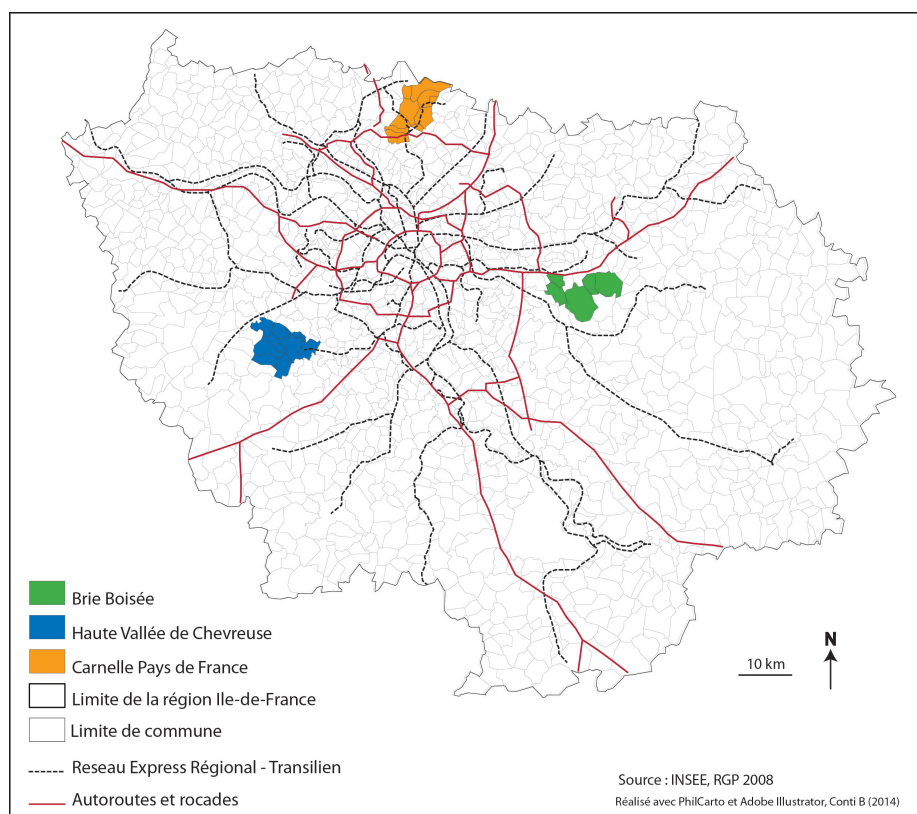 Brie Boisée
Haute Vallée de Chevreuse
Carnelle Pays de France
Limite de la région Ile-de-France
Limite de commune
Reseau Express Régional - Transilien
Autoroutes et rocades
10 km
N
Source : INSEE, RGP 2008
Réalisé avec PhilCarto et Adobe Illustrator, Conti B (2014)